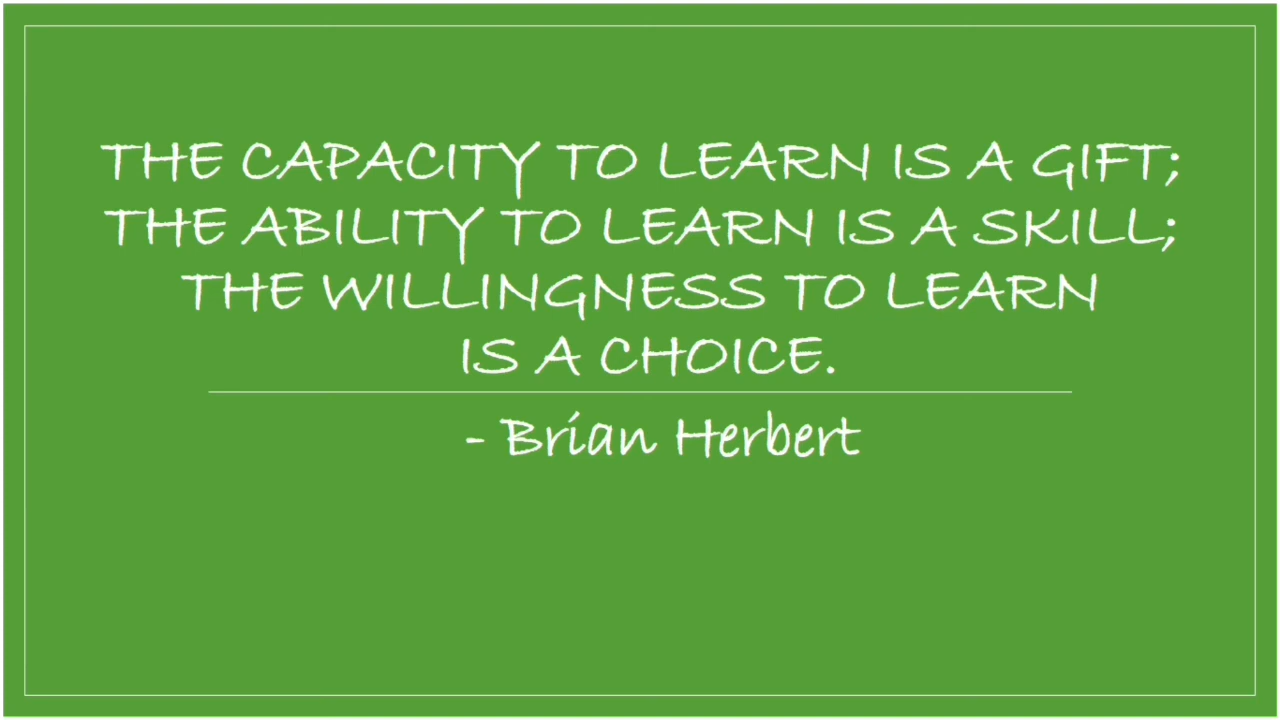 THE CAPACITY TO LEARN IS A GIFT;
THE ABILITY TO LEARN IS A SKILL;
THE WILLINGNESS TO LEARN
IS A CHOICE.
- Brian Herbert